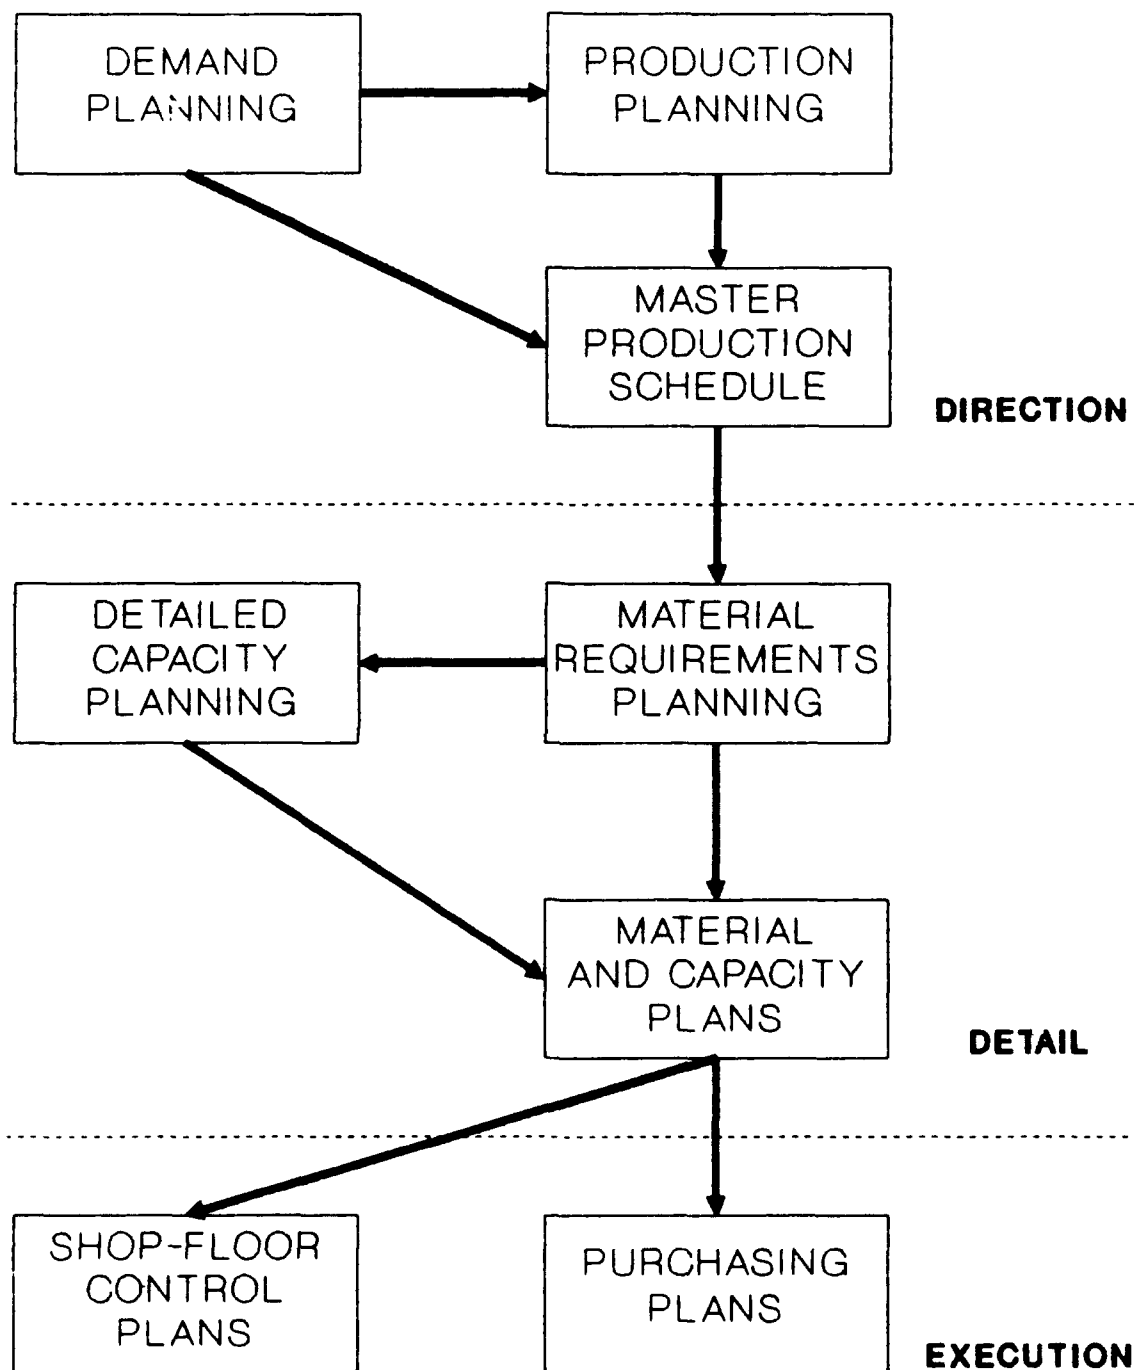 DEMAND
PLANNING
PRODUCTION
PLANNING
MASTER
PRODUCTION
SCHEDULE
DIRECTION
DETAILED
CAPACITY
PLANNING
MATERIAL
REQUIREMENTS
PLANNING
MATERIAL
AND CAPACITY
PLANS
DETAIL
SHOP-FLOOR
CONTROL
PLANS
PURCHASING
PLANS
EXECUTION